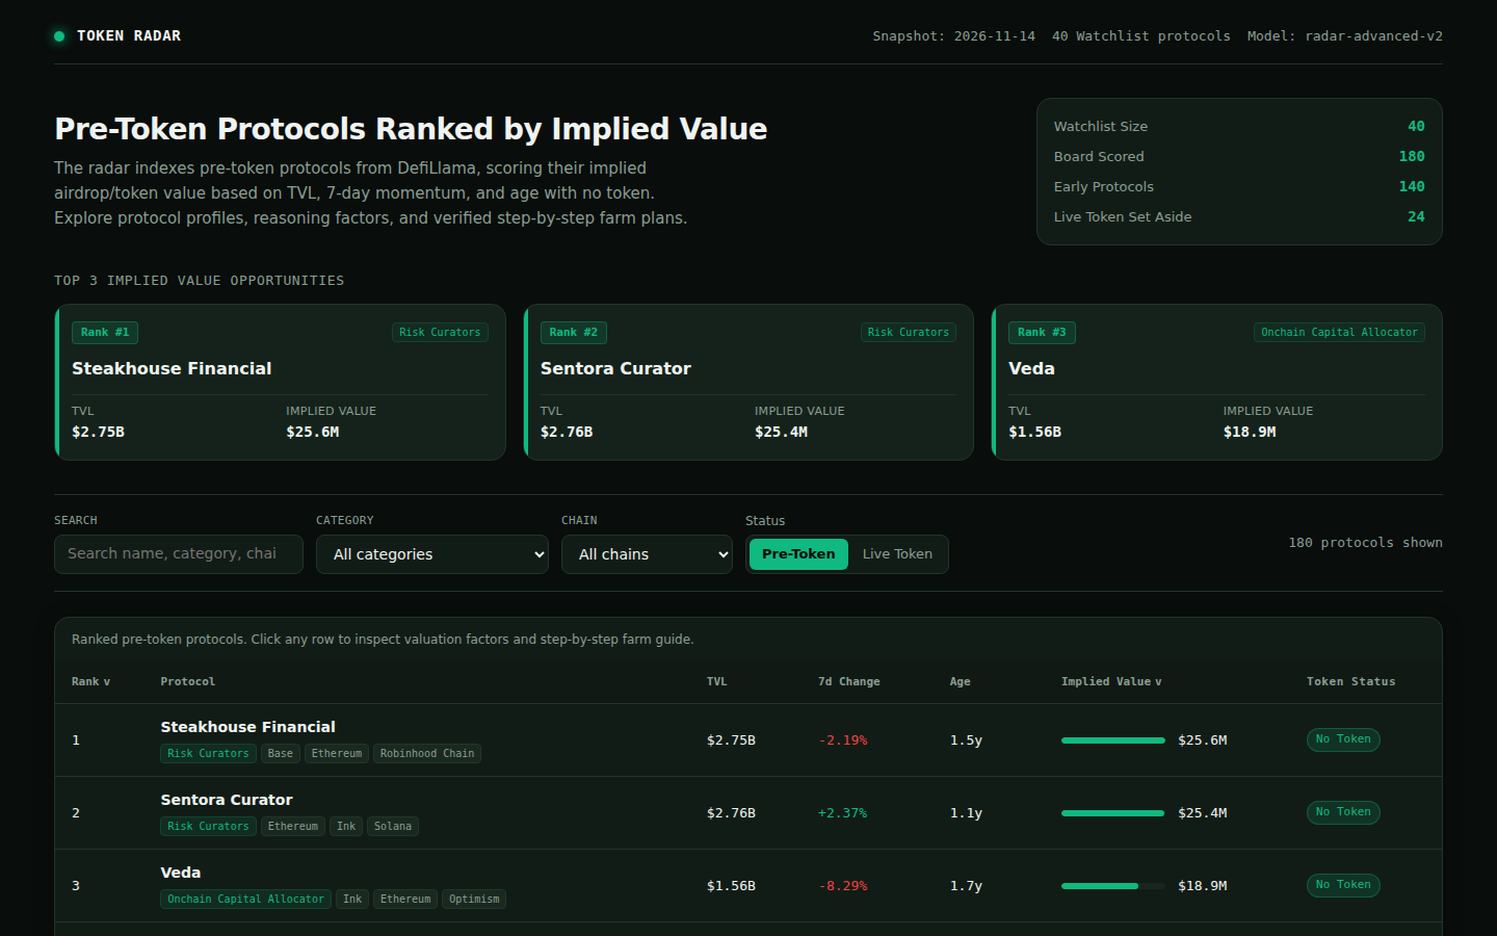 TOKEN RADAR
Snapshot: 2026-11-14 40 Watchlist protocols Model: radar-advanced-v2
Pre-Token Protocols Ranked by Implied Value
The radar indexes pre-token protocols from DefiLlama, scoring their implied
airdrop/token value based on TVL, 7-day momentum, and age with no token.
Explore protocol profiles, reasoning factors, and verified step-by-step farm plans.
Watchlist Size 40
Board Scored 180
Early Protocols 140
Live Token Set Aside 24
TOP 3 IMPLIED VALUE OPPORTUNITIES
Rank #1 Risk Curators
Steakhouse Financial
TVL IMPLIED VALUE
$2.75B $25.6M
Rank #2 Risk Curators
Sentora Curator
TVL IMPLIED VALUE
$2.76B $25.4M
Rank #3 Onchain Capital Allocator
Veda
TVL IMPLIED VALUE
$1.56B $18.9M
SEARCH CATEGORY CHAIN Status
Search name, category, chai All categories All chains Pre-Token Live Token
180 protocols shown
Ranked pre-token protocols. Click any row to inspect valuation factors and step-by-step farm guide.
Rank v Protocol TVL 7d Change Age Implied Value v Token Status
1 Steakhouse Financial $2.75B -2.19% 1.5y $25.6M No Token
Risk Curators Base Ethereum Robinhood Chain
2 Sentora Curator $2.76B +2.37% 1.1y $25.4M No Token
Risk Curators Ethereum Ink Solana
3 Veda $1.56B -8.29% 1.7y $18.9M No Token
Onchain Capital Allocator Ink Ethereum Optimism